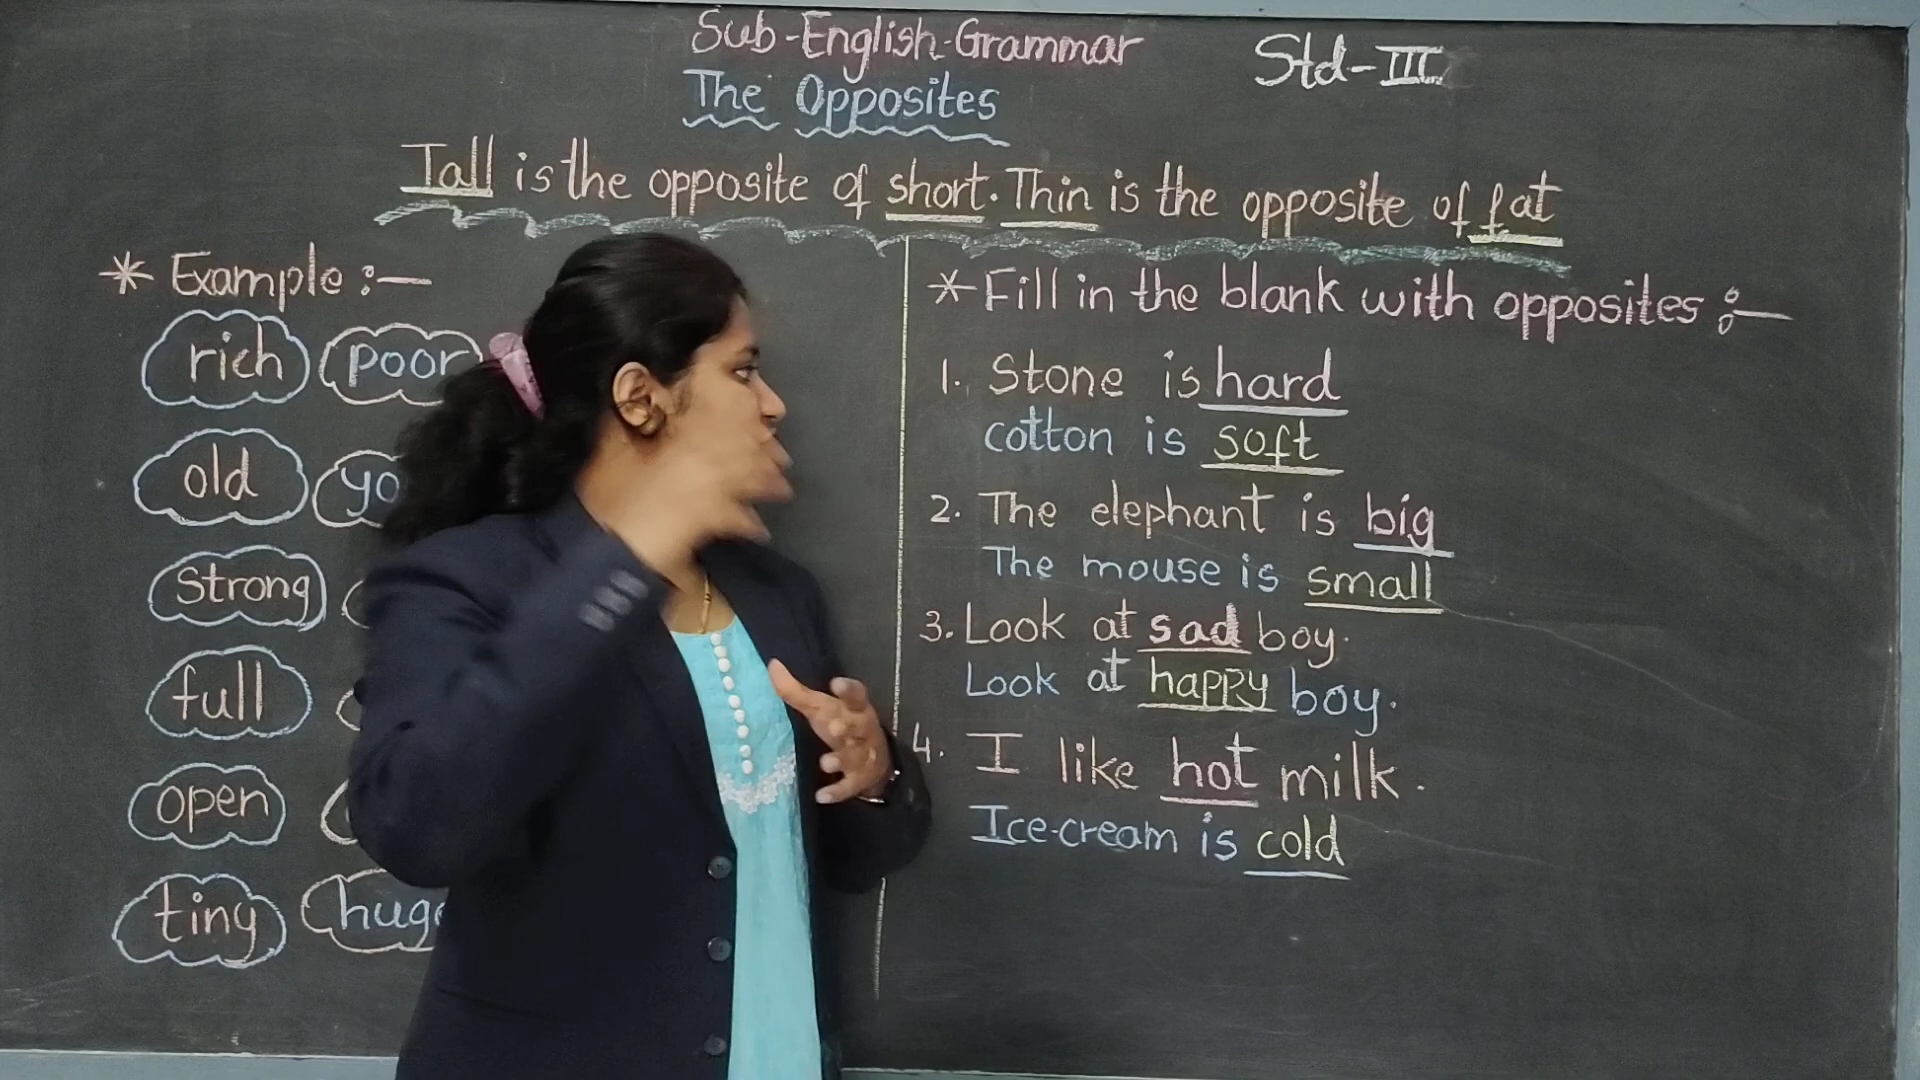 Sub-English-Grammar
Std-III
The Opposites
Tall is the opposite of short. Thin is the opposite of fat
* Example :-
rich poor
old
strong
full
open
tiny
* Fill in the blank with opposites :-
1. Stone is hard
cotton is soft
2. The elephant is big
The mouse is small
3. Look at sad boy.
Look at happy boy.
4. I like hot milk.
Ice-cream is cold